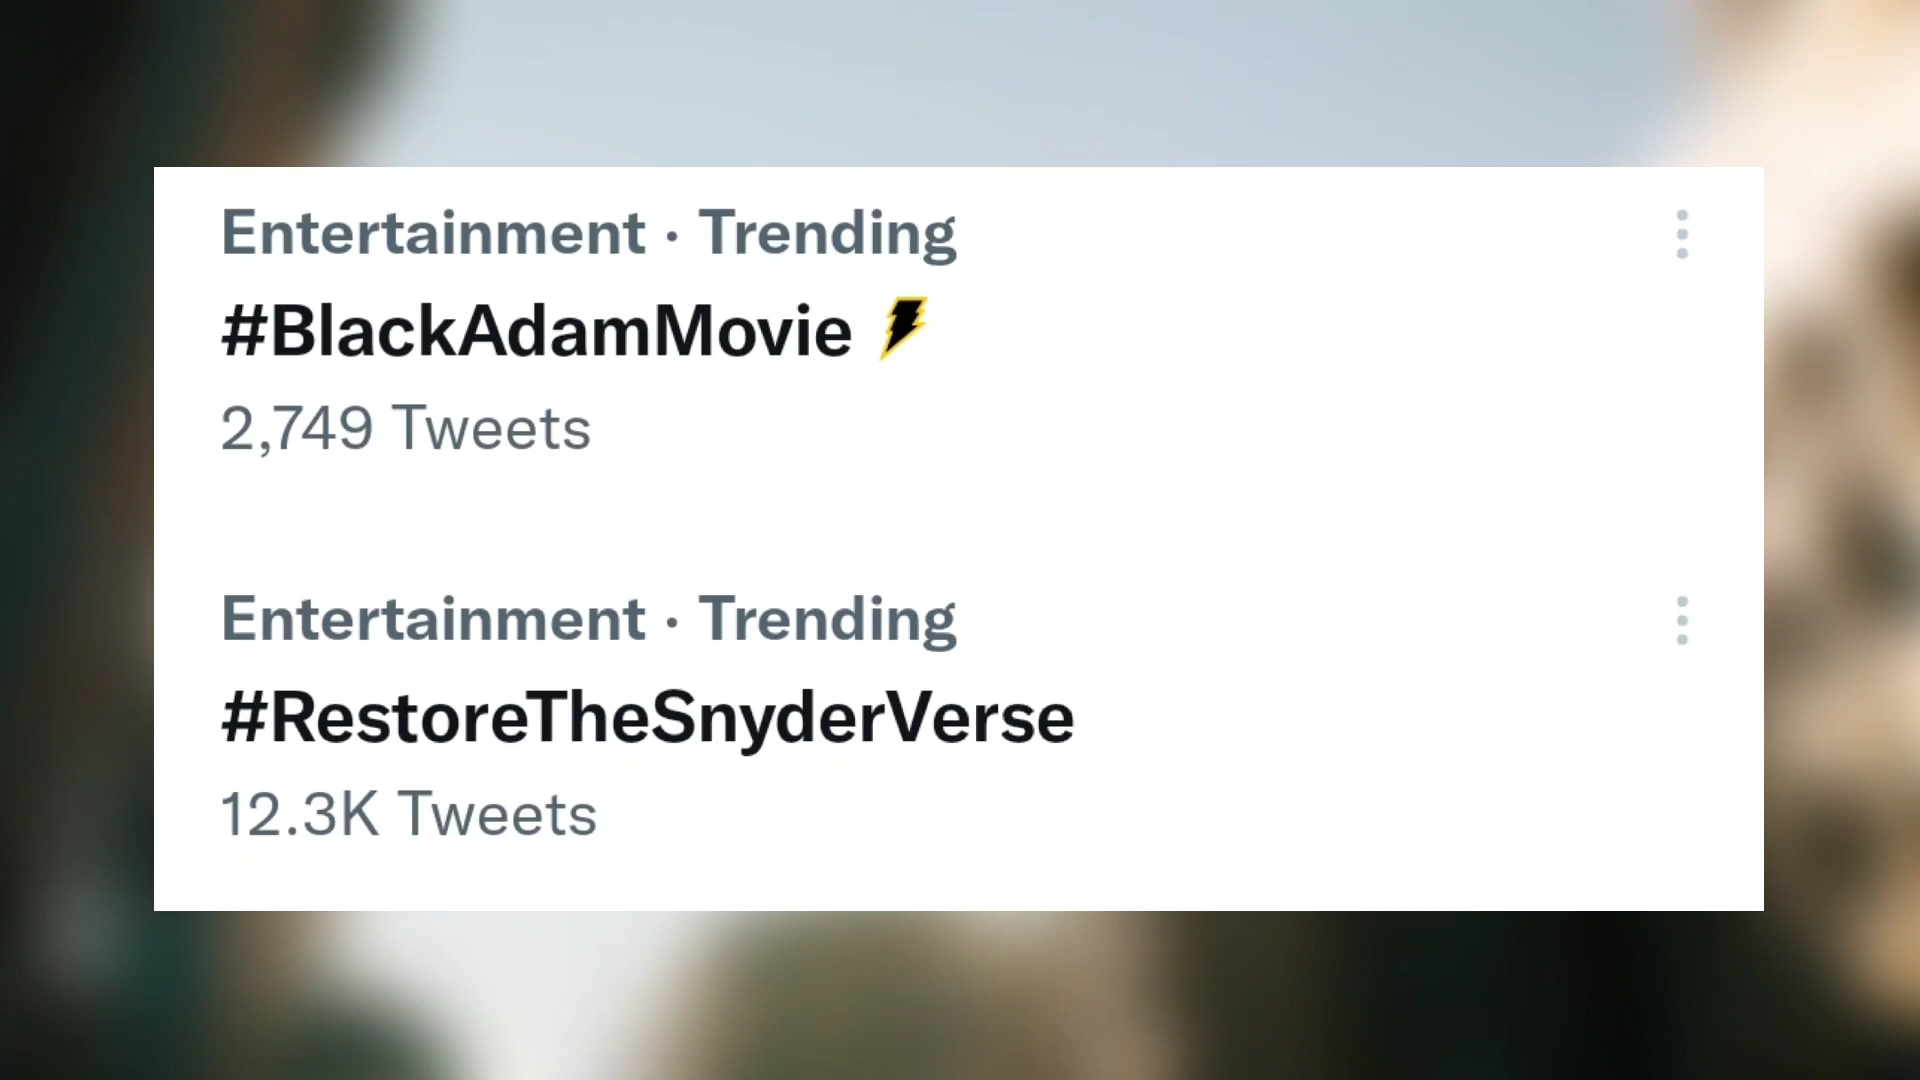 Entertainment · Trending
#BlackAdamMovie
2,749 Tweets
Entertainment · Trending
#RestoreTheSnyderVerse
12.3K Tweets